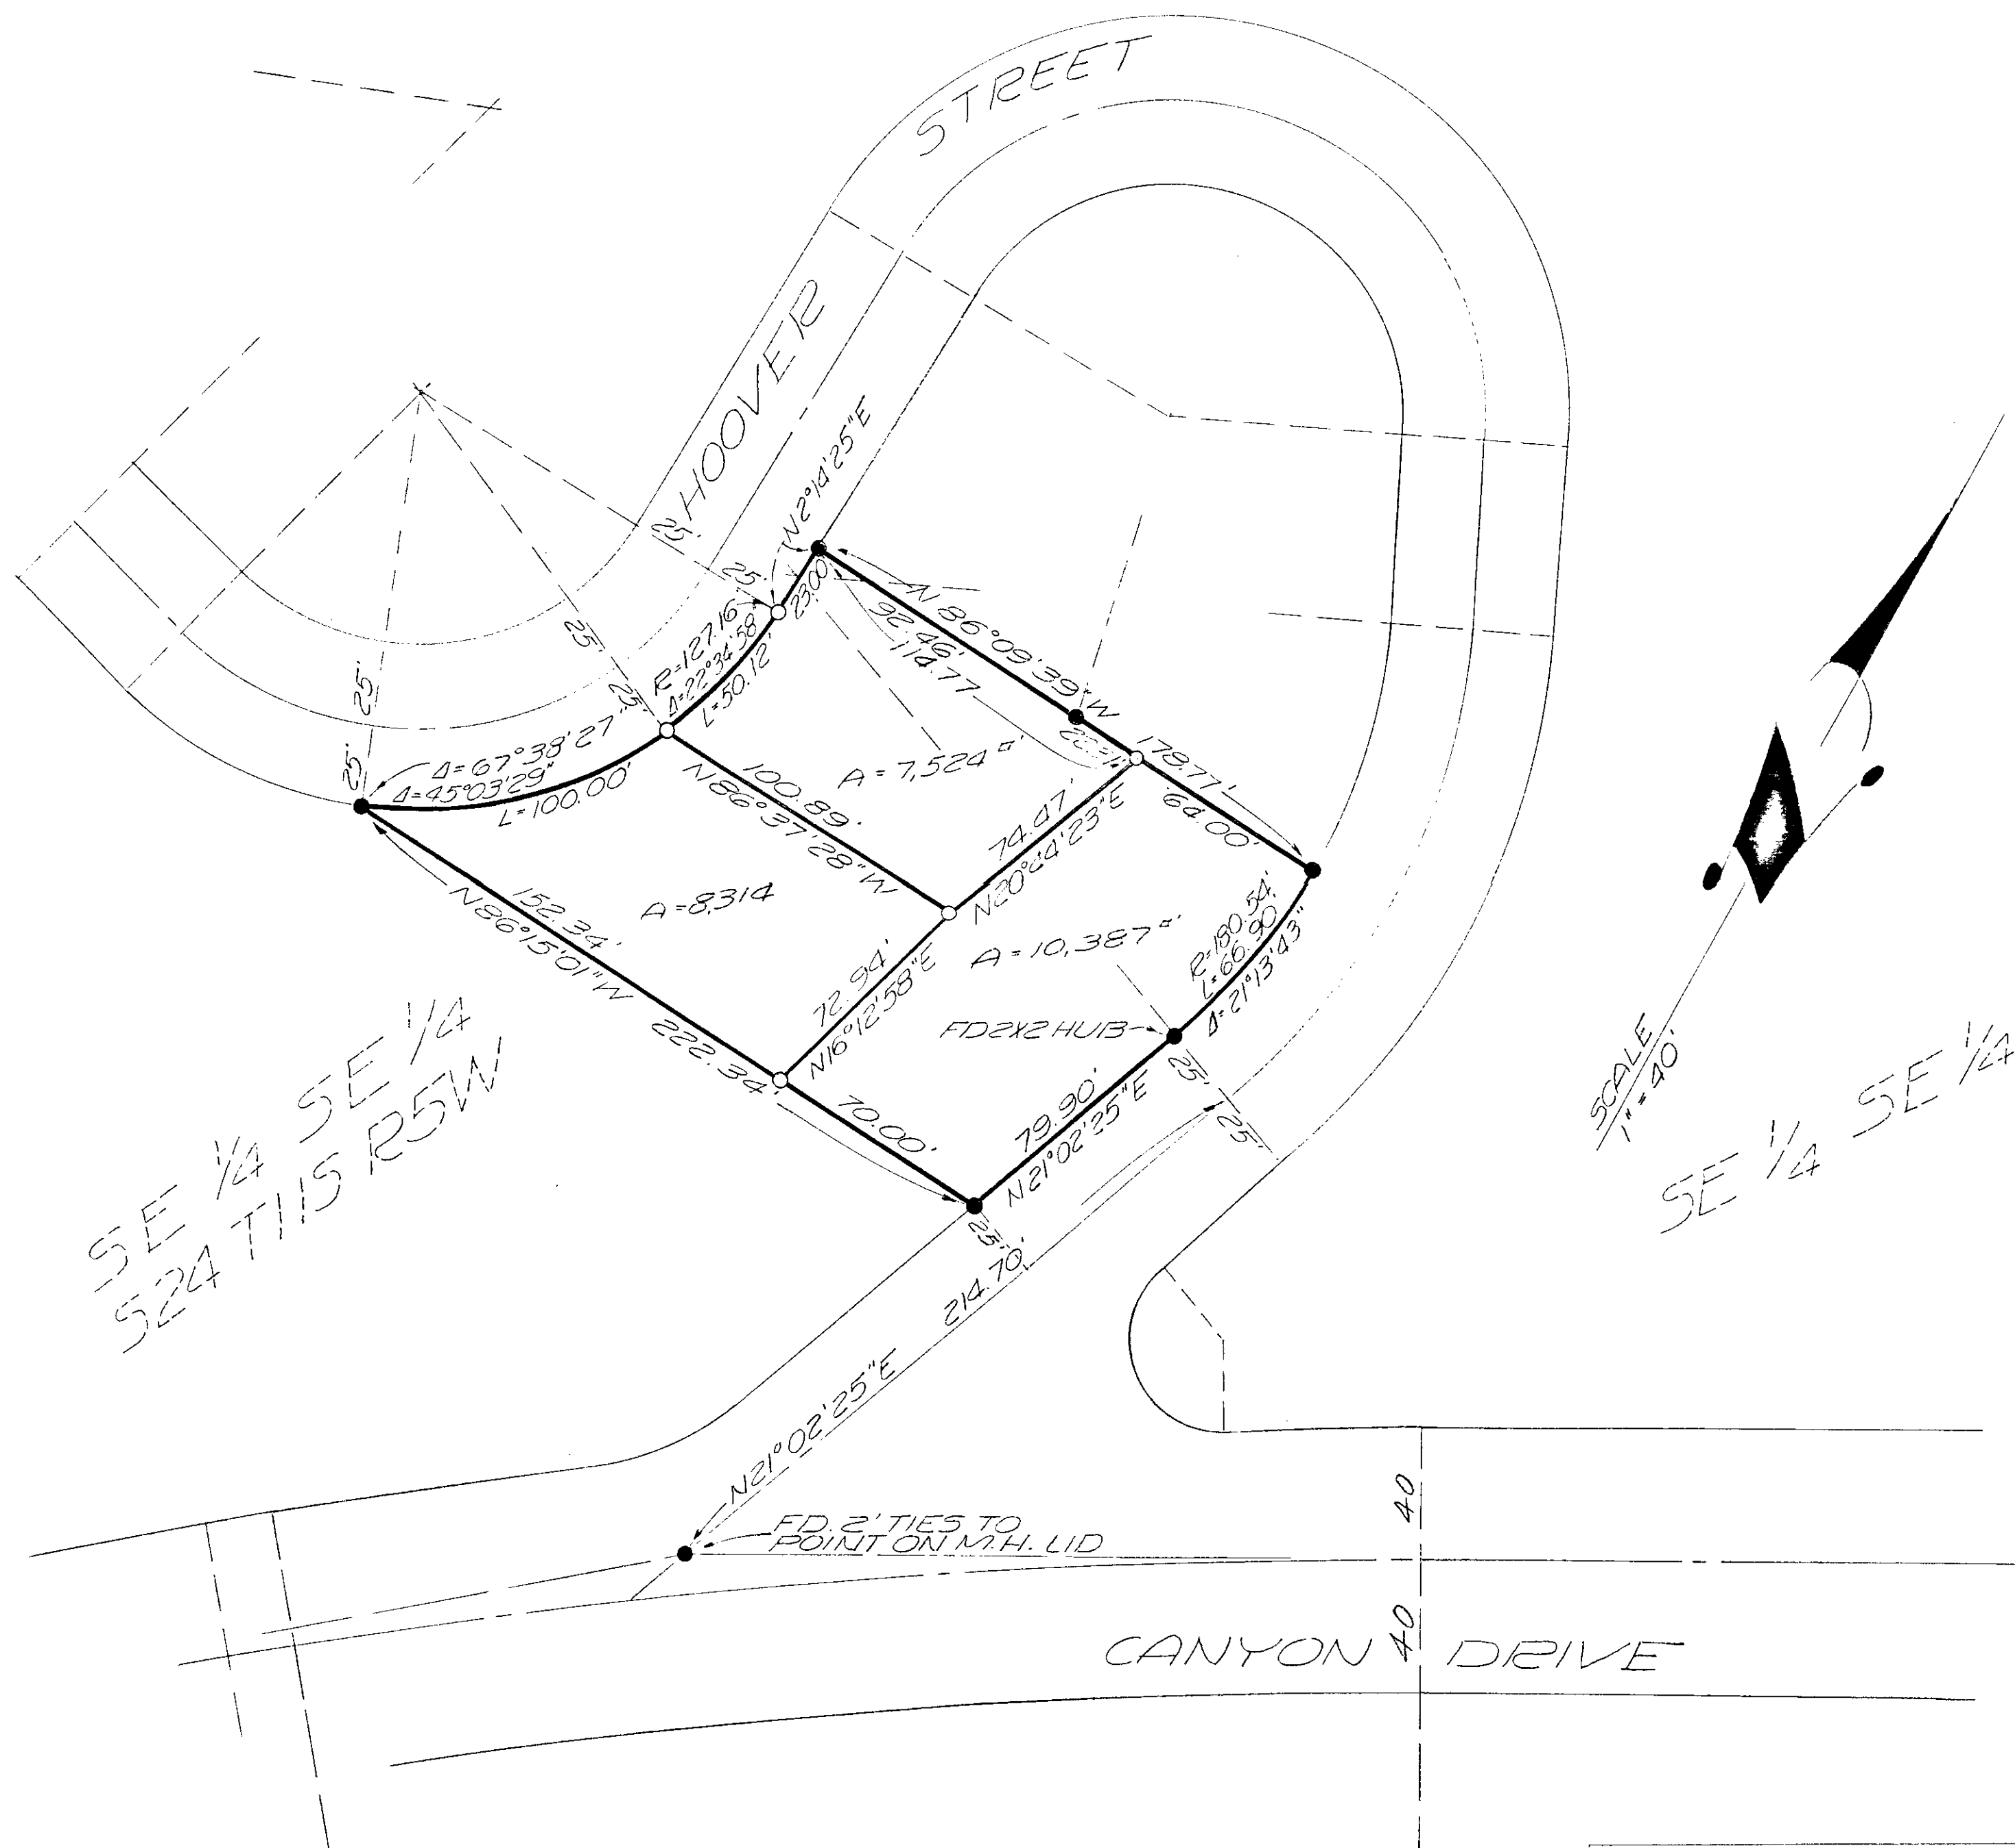 STREET
HOOVER
N2°14'25"E
25'
25'
25'
25'
25'
25'
23.00'
R=127.16'
Δ=22°34'58"
L=50.12'
N86°09'39"W
92.46'
114.77
178.77'
64.00'
Δ=67°38'27"
Δ=45°03'29"
L=100.00'
A=7,524 □'
100.89'
N86°37'28"W
74.47'
N20°44'23"E
152.34'
N86°15'01"W
A=8,314
A=10,387 □'
R=180.54'
L=66.90'
Δ=21°13'43"
72.94'
N16°12'58"E
FD 2X2 HUB
222.34'
70.00'
79.90'
N21°02'25"E
25'
25'
25'
214.70'
N21°02'25"E
SE 1/4 SE 1/4
S24 T11S R5W
SCALE
1"=40'
SE 1/4 SE 1/4
FD. 2' TIES TO
POINT ON M.H. LID
40
40
CANYON DRIVE